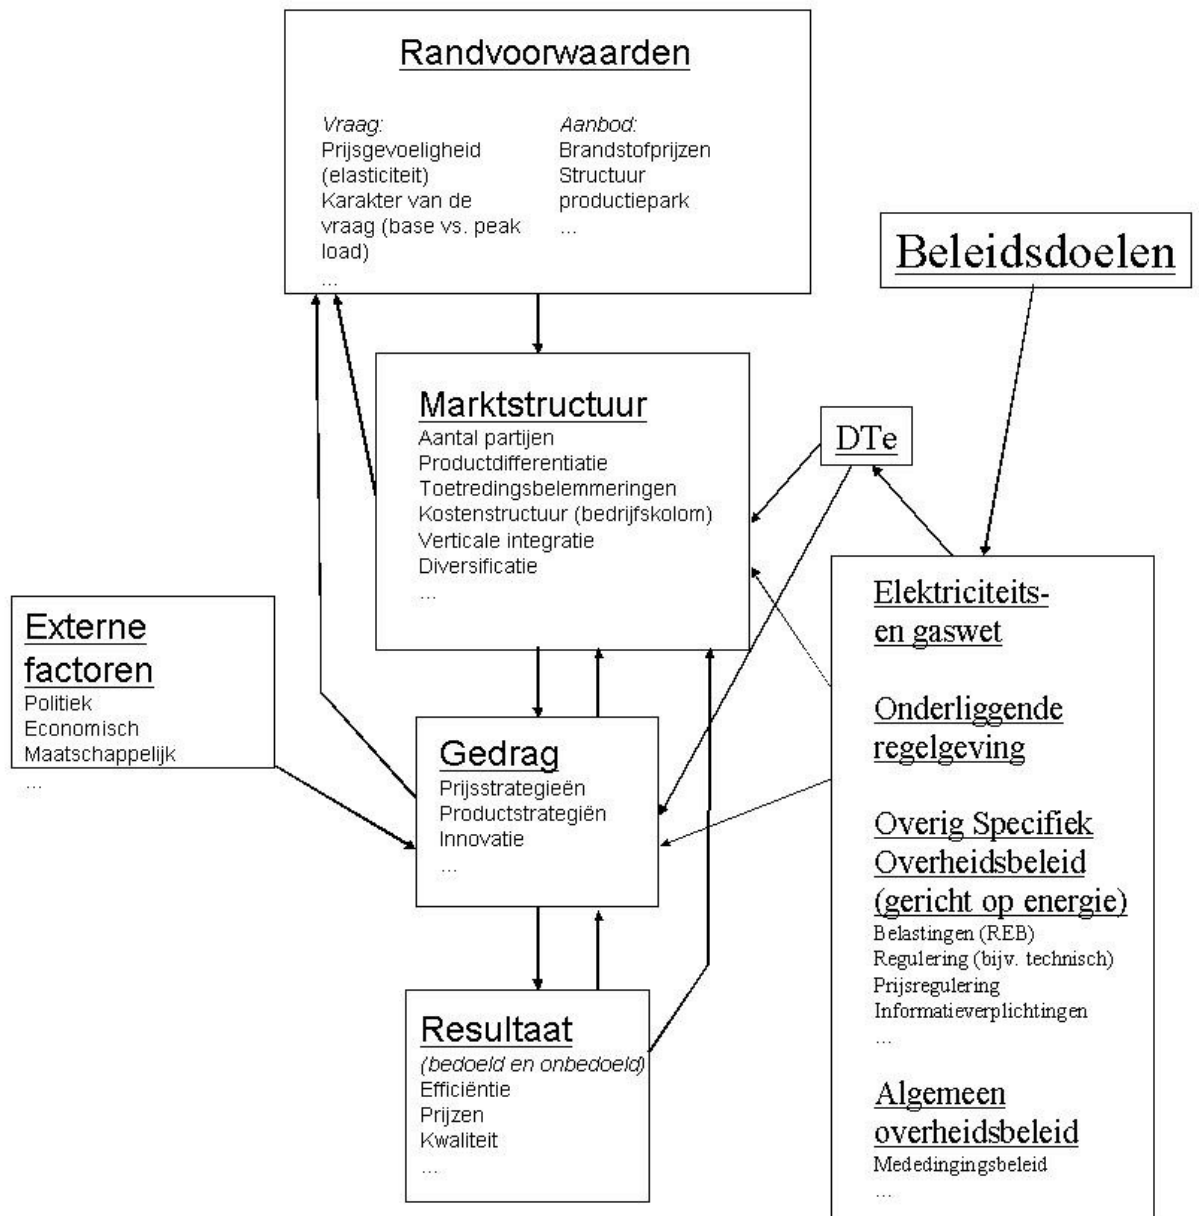 Randvoorwaarden
Vraag:
Prijsgevoeligheid
(elasticiteit)
Karakter van de
vraag (base vs. peak
load)
...
Aanbod:
Brandstofprijzen
Structuur
productiepark
...
Beleidsdoelen
Marktstructuur
Aantal partijen
Productdifferentiatie
Toetredingsbelemmeringen
Kostenstructuur (bedrijfskolom)
Verticale integratie
Diversificatie
...
DTe
Externe
factoren
Politiek
Economisch
Maatschappelijk
...
Gedrag
Prijsstrategieën
Productstrategiën
Innovatie
...
Resultaat
(bedoeld en onbedoeld)
Efficiëntie
Prijzen
Kwaliteit
...
Elektriciteits-
en gaswet
Onderliggende
regelgeving
Overig Specifiek
Overheidsbeleid
(gericht op energie)
Belastingen (REB)
Regulering (bijv. technisch)
Prijsregulering
Informatieverplichtingen
...
Algemeen
overheidsbeleid
Mededingingsbeleid
...